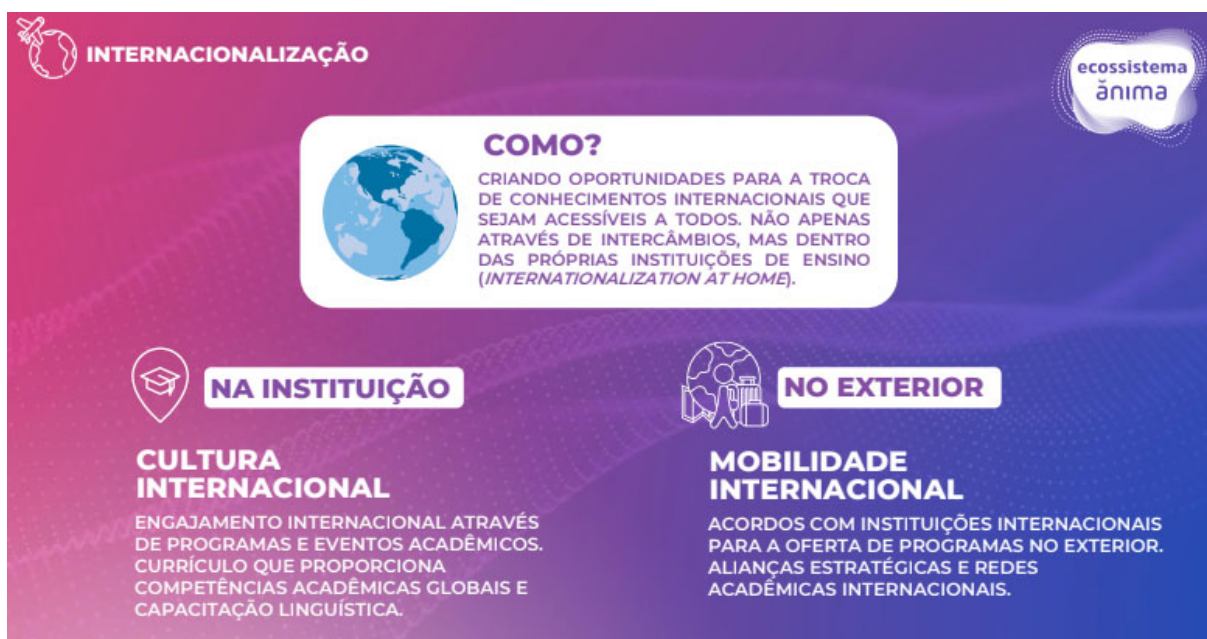 INTERNACIONALIZAÇÃO
ecossistema
ănima
COMO?
CRIANDO OPORTUNIDADES PARA A TROCA
DE CONHECIMENTOS INTERNACIONAIS QUE
SEJAM ACESSÍVEIS A TODOS. NÃO APENAS
ATRAVÉS DE INTERCÂMBIOS, MAS DENTRO
DAS PRÓPRIAS INSTITUIÇÕES DE ENSINO
(INTERNATIONALIZATION AT HOME).
NA INSTITUIÇÃO
CULTURA
INTERNACIONAL
ENGAJAMENTO INTERNACIONAL ATRAVÉS
DE PROGRAMAS E EVENTOS ACADÊMICOS.
CURRÍCULO QUE PROPORCIONA
COMPETÊNCIAS ACADÊMICAS GLOBAIS E
CAPACITAÇÃO LINGUÍSTICA.
NO EXTERIOR
MOBILIDADE
INTERNACIONAL
ACORDOS COM INSTITUIÇÕES INTERNACIONAIS
PARA A OFERTA DE PROGRAMAS NO EXTERIOR.
ALIANÇAS ESTRATÉGICAS E REDES
ACADÊMICAS INTERNACIONAIS.